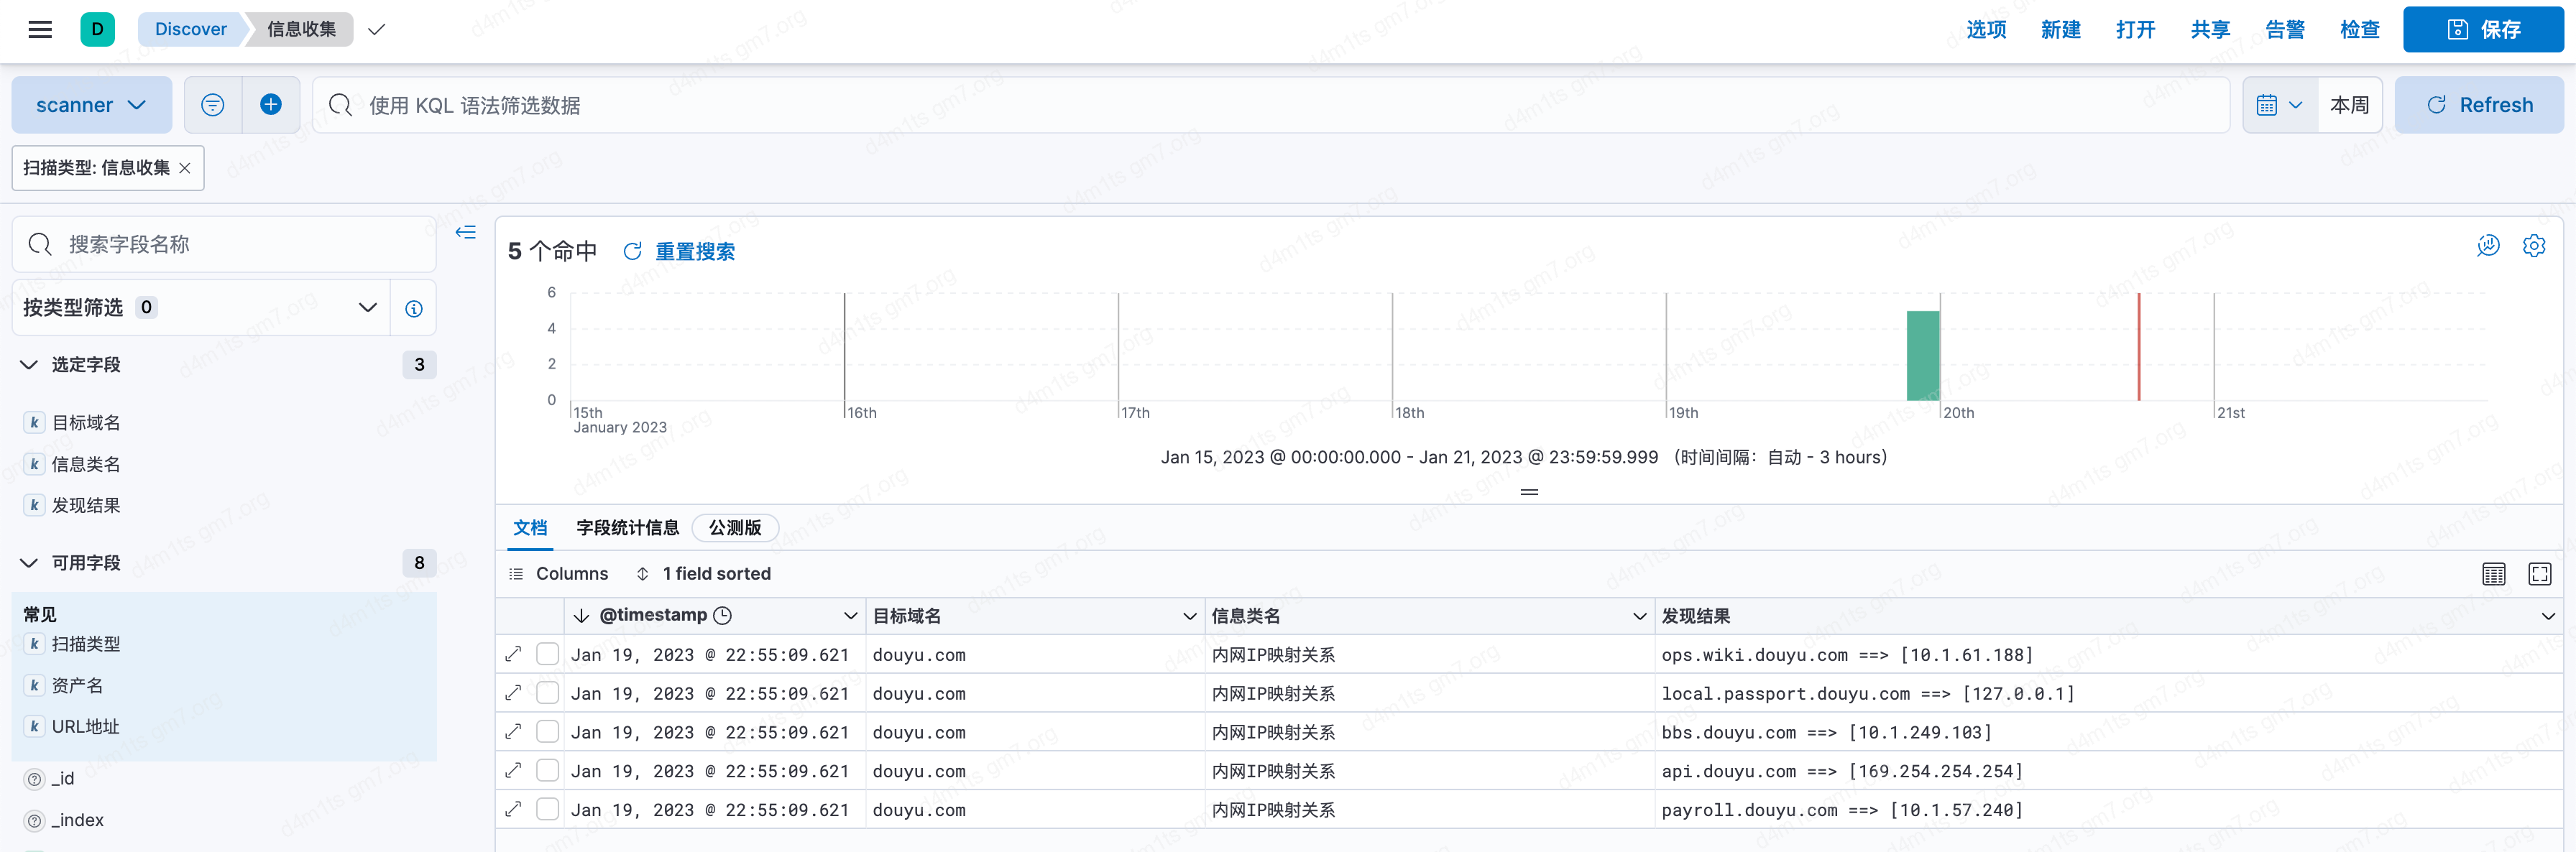 D Discover 信息收集 选项 新建 打开 共享 告警 检查 保存
scanner 使用 KQL 语法筛选数据 本周 Refresh
扫描类型: 信息收集
搜索字段名称
按类型筛选 0
选定字段 3
k 目标域名
k 信息类名
k 发现结果
可用字段 8
常见
k 扫描类型
k 资产名
k URL地址
_id
_index
5 个命中 重置搜索
6
4
2
0
15th 16th 17th 18th 19th 20th 21st
January 2023
Jan 15, 2023 @ 00:00:00.000 - Jan 21, 2023 @ 23:59:59.999 （时间间隔：自动 - 3 hours）
文档 字段统计信息 公测版
Columns 1 field sorted
@timestamp 目标域名 信息类名 发现结果
Jan 19, 2023 @ 22:55:09.621 douyu.com 内网IP映射关系 ops.wiki.douyu.com ==> [10.1.61.188]
Jan 19, 2023 @ 22:55:09.621 douyu.com 内网IP映射关系 local.passport.douyu.com ==> [127.0.0.1]
Jan 19, 2023 @ 22:55:09.621 douyu.com 内网IP映射关系 bbs.douyu.com ==> [10.1.249.103]
Jan 19, 2023 @ 22:55:09.621 douyu.com 内网IP映射关系 api.douyu.com ==> [169.254.254.254]
Jan 19, 2023 @ 22:55:09.621 douyu.com 内网IP映射关系 payroll.douyu.com ==> [10.1.57.240]
d4m1ts gm7.org